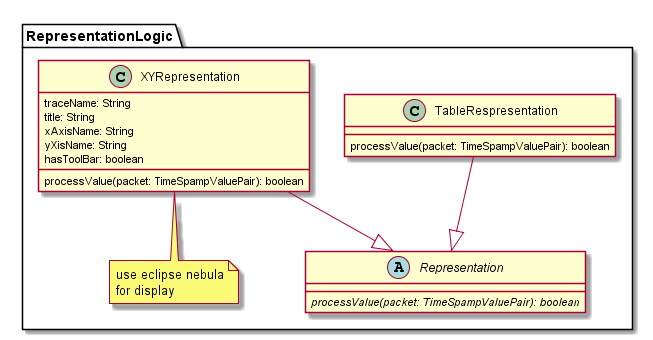 RepresentationLogic
C XYRepresentation
traceName: String
title: String
xAxisName: String
yXisName: String
hasToolBar: boolean
processValue(packet: TimeSpampValuePair): boolean
C TableRespresentation
processValue(packet: TimeSpampValuePair): boolean
use eclipse nebula
for display
A Representation
processValue(packet: TimeSpampValuePair): boolean